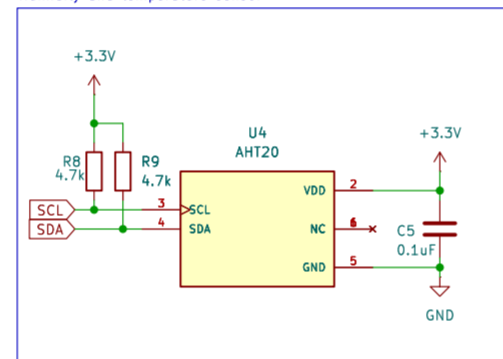 +3.3V
U4
AHT20
+3.3V
R8
4.7k
R9
4.7k
SCL
3
SCL
SDA
4
SDA
VDD
2
NC
GND
5
C5
0.1uF
GND